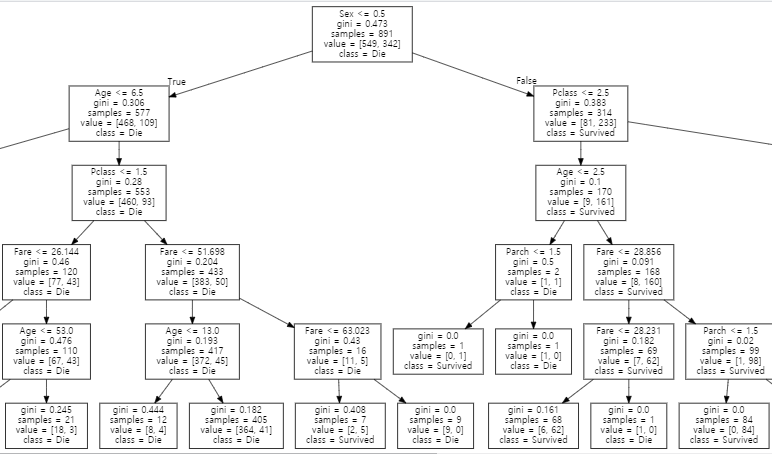 Sex <= 0.5
gini = 0.473
samples = 891
value = [549, 342]
class = Die
True
False
Age <= 6.5
gini = 0.306
samples = 577
value = [468, 109]
class = Die
Pclass <= 2.5
gini = 0.383
samples = 314
value = [81, 233]
class = Survived
Pclass <= 1.5
gini = 0.28
samples = 553
value = [460, 93]
class = Die
Age <= 2.5
gini = 0.1
samples = 170
value = [9, 161]
class = Survived
Fare <= 26.144
gini = 0.46
samples = 120
value = [77, 43]
class = Die
Fare <= 51.698
gini = 0.204
samples = 433
value = [383, 50]
class = Die
Parch <= 1.5
gini = 0.5
samples = 2
value = [1, 1]
class = Die
Fare <= 28.856
gini = 0.091
samples = 168
value = [8, 160]
class = Survived
Age <= 53.0
gini = 0.476
samples = 110
value = [67, 43]
class = Die
Age <= 13.0
gini = 0.193
samples = 417
value = [372, 45]
class = Die
Fare <= 63.023
gini = 0.43
samples = 16
value = [11, 5]
class = Die
gini = 0.0
samples = 1
value = [0, 1]
class = Survived
gini = 0.0
samples = 1
value = [1, 0]
class = Die
Fare <= 28.231
gini = 0.182
samples = 69
value = [7, 62]
class = Survived
Parch <= 1.5
gini = 0.02
samples = 99
value = [1, 98]
class = Survived
gini = 0.245
samples = 21
value = [18, 3]
class = Die
gini = 0.444
samples = 12
value = [8, 4]
class = Die
gini = 0.182
samples = 405
value = [364, 41]
class = Die
gini = 0.408
samples = 7
value = [2, 5]
class = Survived
gini = 0.0
samples = 9
value = [9, 0]
class = Die
gini = 0.161
samples = 68
value = [6, 62]
class = Survived
gini = 0.0
samples = 1
value = [1, 0]
class = Die
gini = 0.0
samples = 84
value = [0, 84]
class = Survived